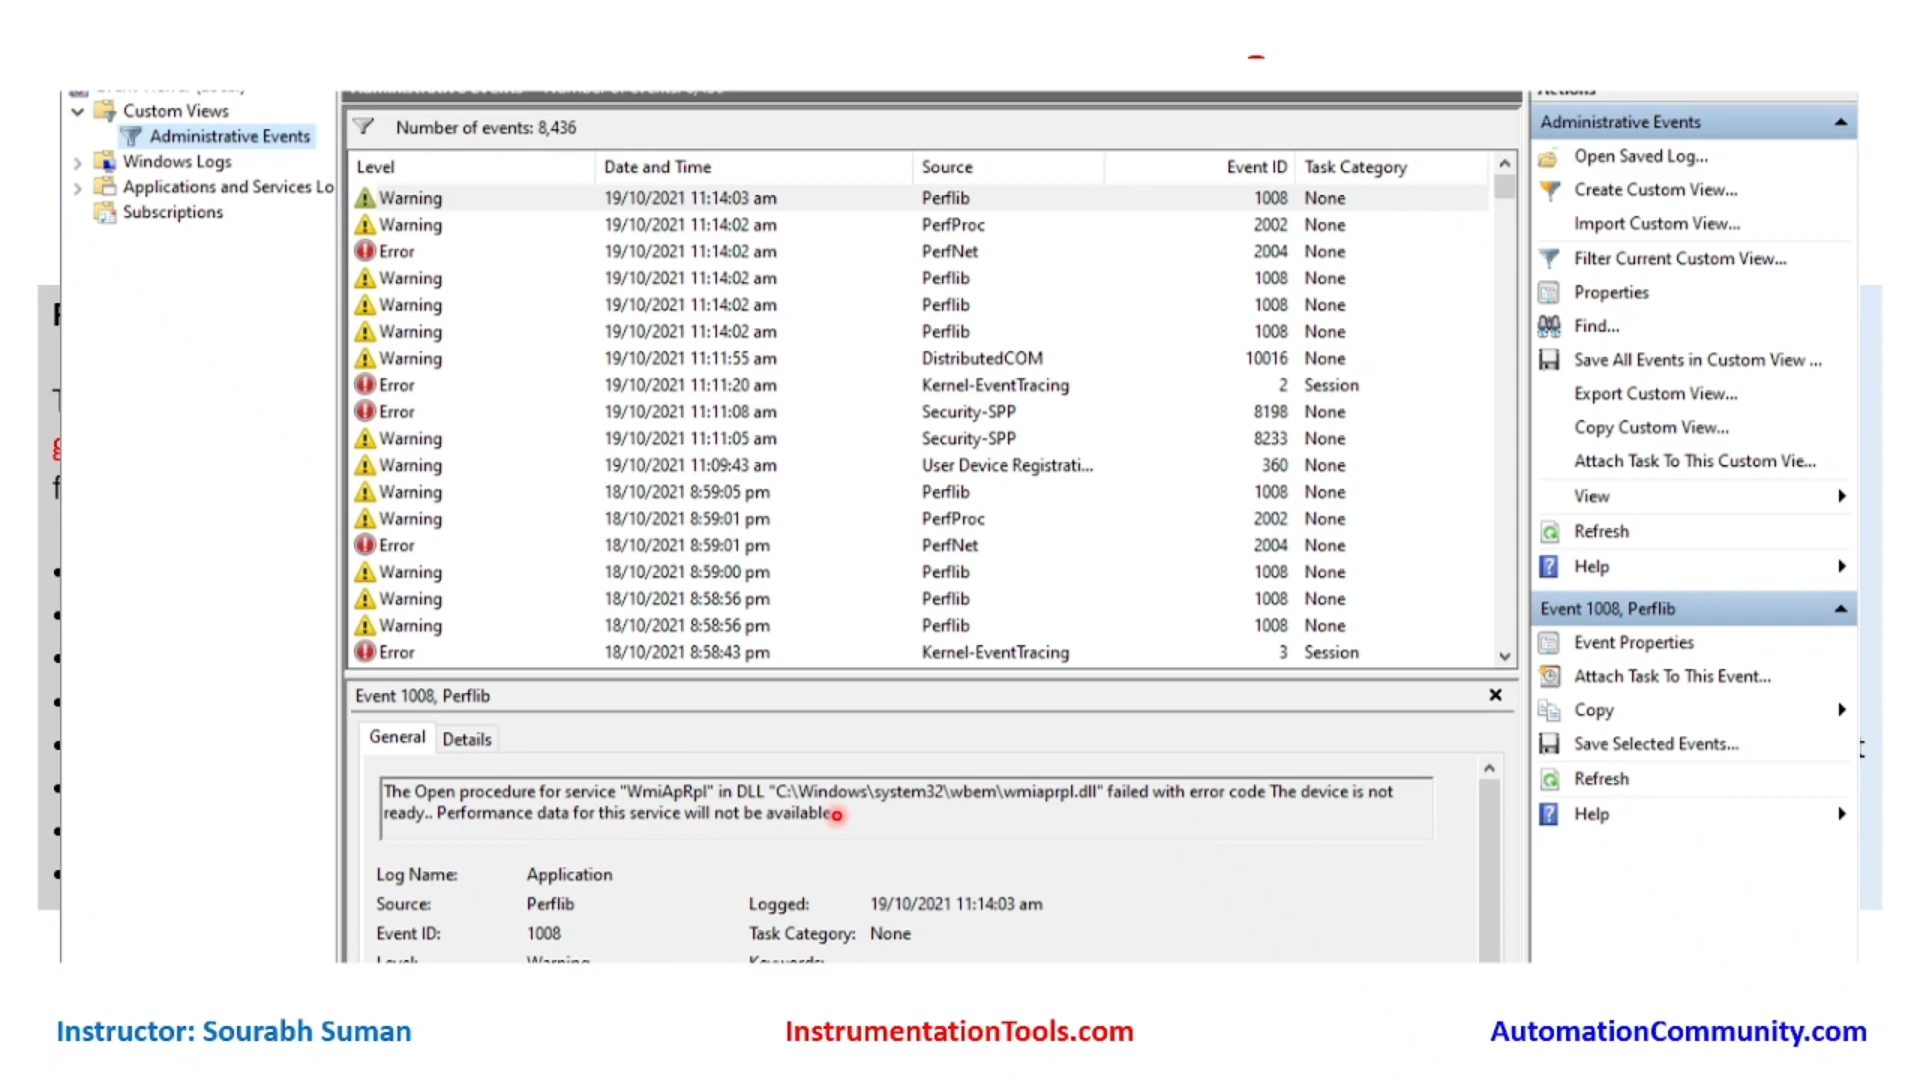 Custom Views
Administrative Events
Windows Logs
Applications and Services Lo
Subscriptions
Number of events: 8,436
Level Date and Time Source Event ID Task Category
Warning 19/10/2021 11:14:03 am Perflib 1008 None
Warning 19/10/2021 11:14:02 am PerfProc 2002 None
Error 19/10/2021 11:14:02 am PerfNet 2004 None
Warning 19/10/2021 11:14:02 am Perflib 1008 None
Warning 19/10/2021 11:14:02 am Perflib 1008 None
Warning 19/10/2021 11:14:02 am Perflib 1008 None
Warning 19/10/2021 11:11:55 am DistributedCOM 10016 None
Error 19/10/2021 11:11:20 am Kernel-EventTracing 2 Session
Error 19/10/2021 11:11:08 am Security-SPP 8198 None
Warning 19/10/2021 11:11:05 am Security-SPP 8233 None
Warning 19/10/2021 11:09:43 am User Device Registrati... 360 None
Warning 18/10/2021 8:59:05 pm Perflib 1008 None
Warning 18/10/2021 8:59:01 pm PerfProc 2002 None
Error 18/10/2021 8:59:01 pm PerfNet 2004 None
Warning 18/10/2021 8:59:00 pm Perflib 1008 None
Warning 18/10/2021 8:58:56 pm Perflib 1008 None
Warning 18/10/2021 8:58:56 pm Perflib 1008 None
Error 18/10/2021 8:58:43 pm Kernel-EventTracing 3 Session
Event 1008, Perflib
General Details
The Open procedure for service "WmiApRpl" in DLL "C:\Windows\system32\wbem\wmiaprpl.dll" failed with error code The device is not
ready.. Performance data for this service will not be available
Log Name: Application
Source: Perflib Logged: 19/10/2021 11:14:03 am
Event ID: 1008 Task Category: None
Level: Warning Keywords:
Actions
Administrative Events
Open Saved Log...
Create Custom View...
Import Custom View...
Filter Current Custom View...
Properties
Find...
Save All Events in Custom View ...
Export Custom View...
Copy Custom View...
Attach Task To This Custom Vie...
View
Refresh
Help
Event 1008, Perflib
Event Properties
Attach Task To This Event...
Copy
Save Selected Events...
Refresh
Help
Instructor: Sourabh Suman
InstrumentationTools.com
AutomationCommunity.com